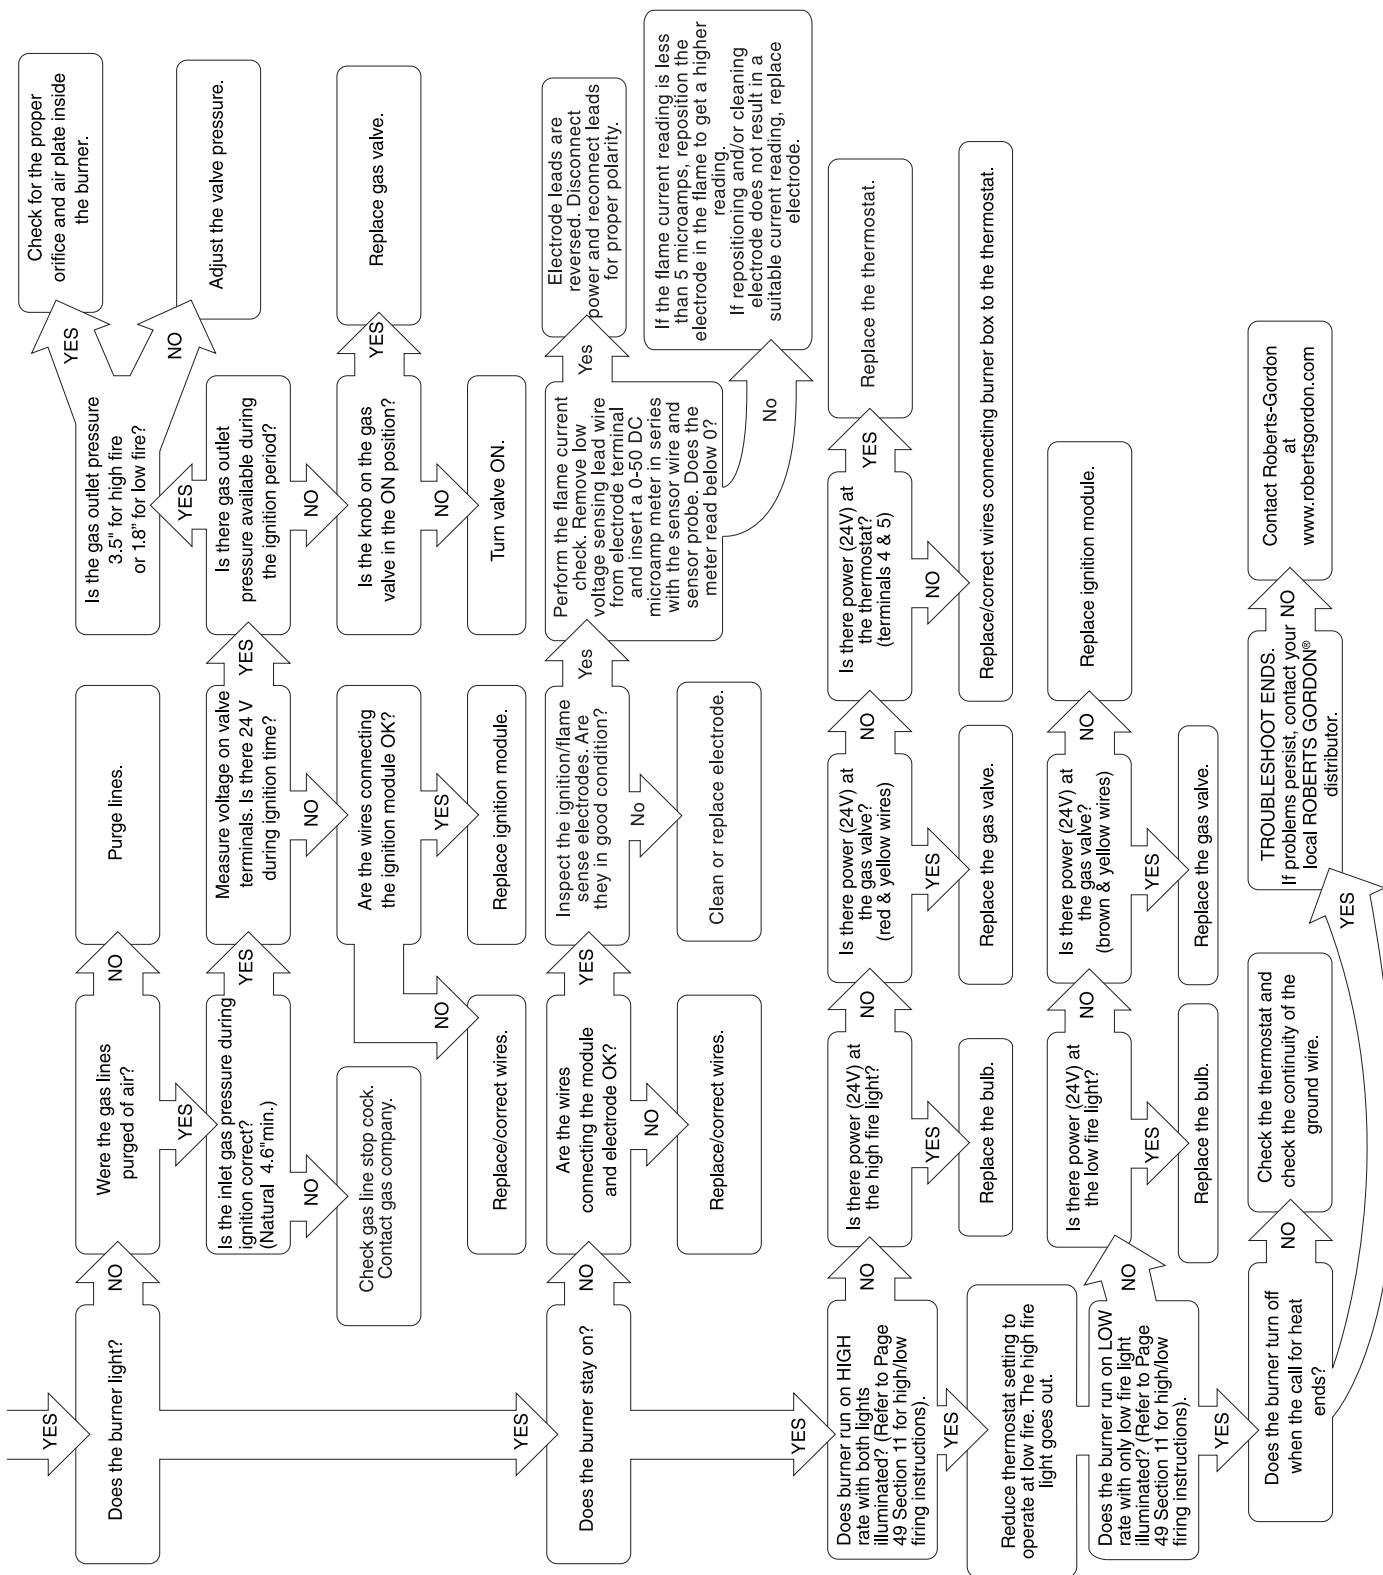 YES
Does the burner light?
NO
Were the gas lines
purged of air?
NO
Purge lines.
YES
Is the inlet gas pressure during
ignition correct?
(Natural 4.6"min.)
NO
Check gas line stop cock.
Contact gas company.
YES
Measure voltage on valve
terminals. Is there 24 V
during ignition time?
NO
Are the wires connecting
the ignition module OK?
NO
Replace/correct wires.
YES
Replace ignition module.
YES
Is there gas outlet
pressure available during
the ignition period?
YES
Is the gas outlet pressure
3.5" for high fire
or 1.8” for low fire?
YES
Check for the proper
orifice and air plate inside
the burner.
NO
Adjust the valve pressure.
NO
Is the knob on the gas
valve in the ON position?
YES
Replace gas valve.
NO
Turn valve ON.
YES
Does the burner stay on?
NO
Are the wires
connecting the module
and electrode OK?
NO
Replace/correct wires.
YES
Inspect the ignition/flame
sense electrodes. Are
they in good condition?
No
Clean or replace electrode.
Yes
Perform the flame current
check. Remove low
voltage sensing lead wire
from electrode terminal
and insert a 0-50 DC
microamp meter in series
with the sensor wire and
sensor probe. Does the
meter read below 0?
Yes
Electrode leads are
reversed. Disconnect
power and reconnect leads
for proper polarity.
No
If the flame current reading is less
than 5 microamps, reposition the
electrode in the flame to get a higher
reading.
If repositioning and/or cleaning
electrode does not result in a
suitable current reading, replace
electrode.
YES
Does burner run on HIGH
rate with both lights
illuminated? (Refer to Page
49 Section 11 for high/low
firing instructions).
NO
Is there power (24V) at
the high fire light?
YES
Replace the bulb.
NO
Is there power (24V) at
the gas valve?
(red & yellow wires)
YES
Replace the gas valve.
NO
Is there power (24V) at
the thermostat?
(terminals 4 & 5)
YES
Replace the thermostat.
NO
Replace/correct wires connecting burner box to the thermostat.
YES
Reduce thermostat setting to
operate at low fire. The high fire
light goes out.
Does the burner run on LOW
rate with only low fire light
illuminated? (Refer to Page
49 Section 11 for high/low
firing instructions).
NO
Is there power (24V) at
the low fire light?
YES
Replace the bulb.
NO
Is there power (24V) at
the gas valve?
(brown & yellow wires)
YES
Replace the gas valve.
NO
Replace ignition module.
YES
Does the burner turn off
when the call for heat
ends?
NO
Check the thermostat and
check the continuity of the
ground wire.
YES
TROUBLESHOOT ENDS.
If problems persist, contact your
local ROBERTS GORDON®
distributor.
NO
Contact Roberts-Gordon
at
www.robertsgordon.com